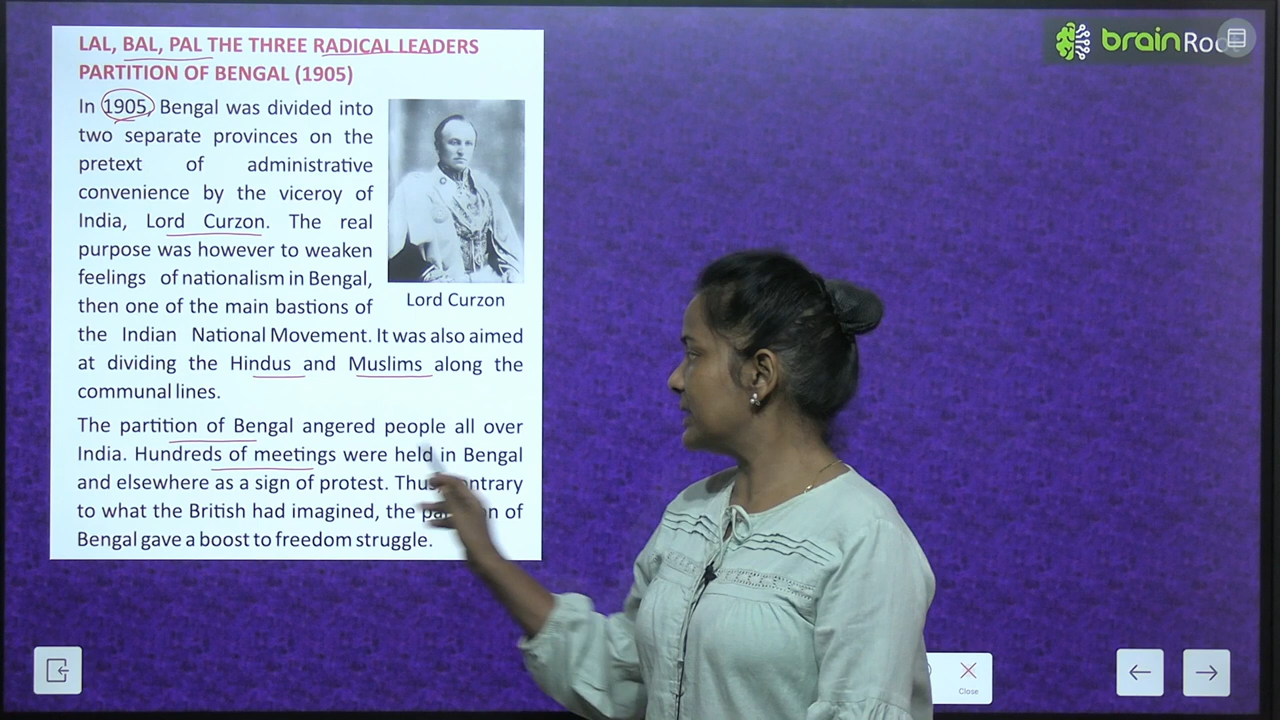 LAL, BAL, PAL THE THREE RADICAL LEADERS
PARTITION OF BENGAL (1905)
In 1905, Bengal was divided into
two separate provinces on the
pretext of administrative
convenience by the viceroy of
India, Lord Curzon. The real
purpose was however to weaken
feelings of nationalism in Bengal,
then one of the main bastions of
the Indian National Movement. It was also aimed
at dividing the Hindus and Muslims along the
communal lines.
Lord Curzon
The partition of Bengal angered people all over
India. Hundreds of meetings were held in Bengal
and elsewhere as a sign of protest. Thus,
to what the British had imagined, the of
Bengal gave a boost to freedom struggle.
brain
Close